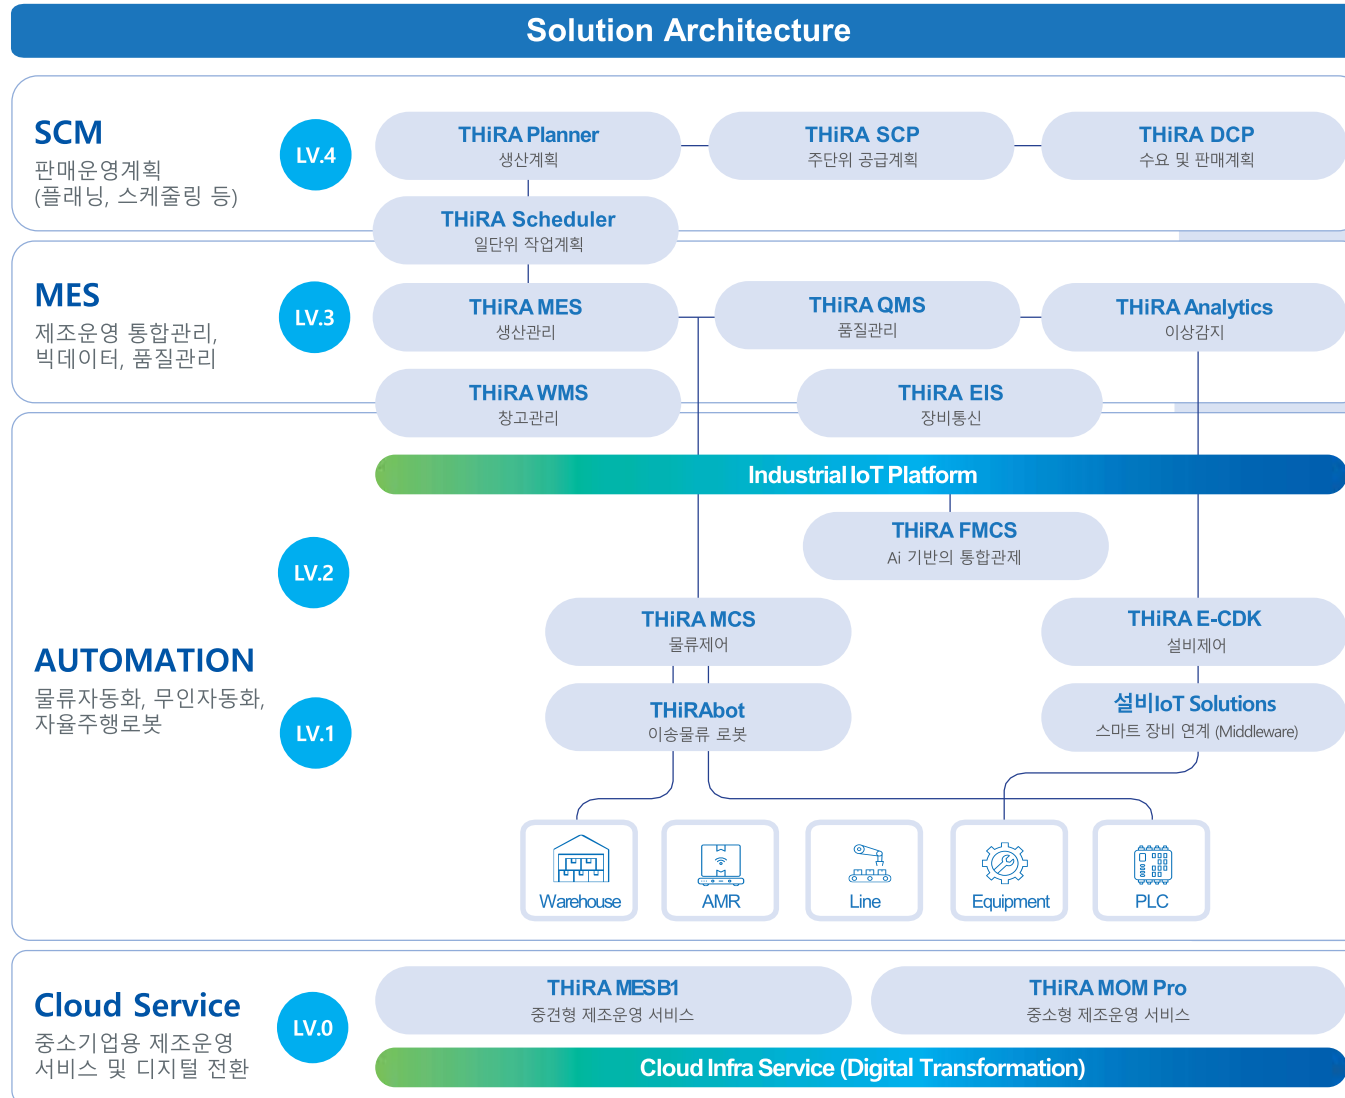 Solution Architecture
SCM
판매운영계획
(플래닝, 스케줄링 등)
LV.4
THiRA Planner
생산계획
THiRA SCP
주단위 공급계획
THiRA DCP
수요 및 판매계획
THiRA Scheduler
일단위 작업계획
MES
제조운영 통합관리,
빅데이터, 품질관리
LV.3
THiRA MES
생산관리
THiRA QMS
품질관리
THiRA Analytics
이상감지
THiRA WMS
창고관리
THiRA EIS
장비통신
Industrial IoT Platform
THiRA FMCS
Ai 기반의 통합관제
LV.2
AUTOMATION
물류자동화, 무인자동화,
자율주행로봇
LV.1
THiRA MCS
물류제어
THiRA E-CDK
설비제어
THiRAbot
이송물류 로봇
설비IoT Solutions
스마트 장비 연계 (Middleware)
Warehouse
AMR
Line
Equipment
PLC
Cloud Service
중소기업용 제조운영
서비스 및 디지털 전환
LV.0
THiRA MESB1
중견형 제조운영 서비스
THiRA MOM Pro
중소형 제조운영 서비스
Cloud Infra Service (Digital Transformation)